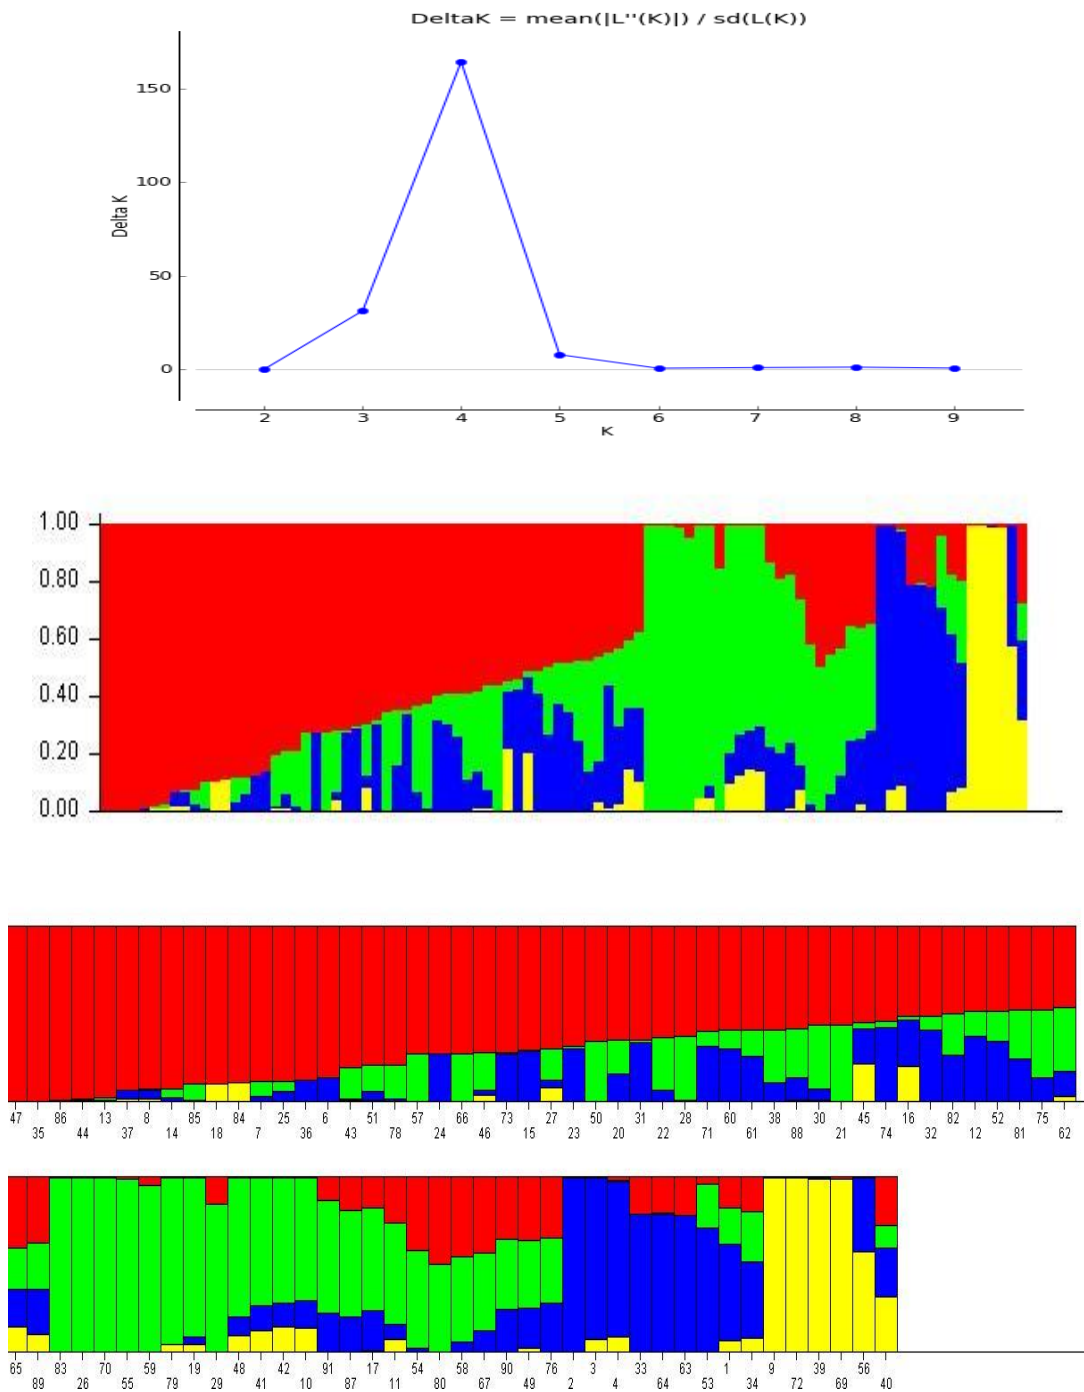 DeltaK = mean(|L''(K)|) / sd(L(K))
150
100
50
0
Delta K
2 3 4 5 6 7 8 9
K
1.00
0.80
0.60
0.40
0.20
0.00
47 86 13 8 85 84 25 6 51 57 66 73 27 50 31 28 60 38 30 45 16 82 52 75
35 44 37 14 18 7 36 43 78 24 46 15 23 20 22 71 61 88 21 74 32 12 81 62
65 83 70 59 19 48 42 91 17 54 58 90 76 3 33 63 1 9 39 56
89 26 55 79 29 41 10 87 11 80 67 49 2 4 64 53 34 72 69 40